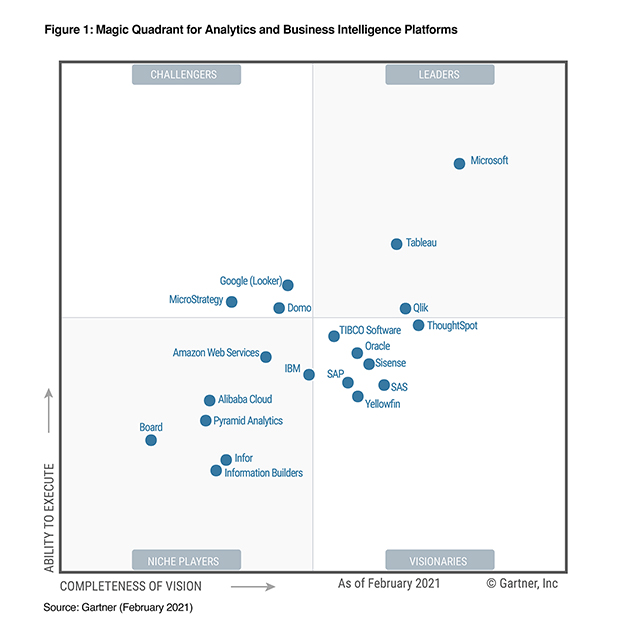 Figure 1: Magic Quadrant for Analytics and Business Intelligence Platforms
CHALLENGERS
LEADERS
Microsoft
Tableau
Google (Looker)
MicroStrategy
Domo
Qlik
ThoughtSpot
TIBCO Software
Oracle
Amazon Web Services
Sisense
IBM
SAP
SAS
Yellowfin
Alibaba Cloud
Pyramid Analytics
Board
Infor
Information Builders
ABILITY TO EXECUTE
NICHE PLAYERS
VISIONARIES
COMPLETENESS OF VISION
As of February 2021
© Gartner, Inc
Source: Gartner (February 2021)